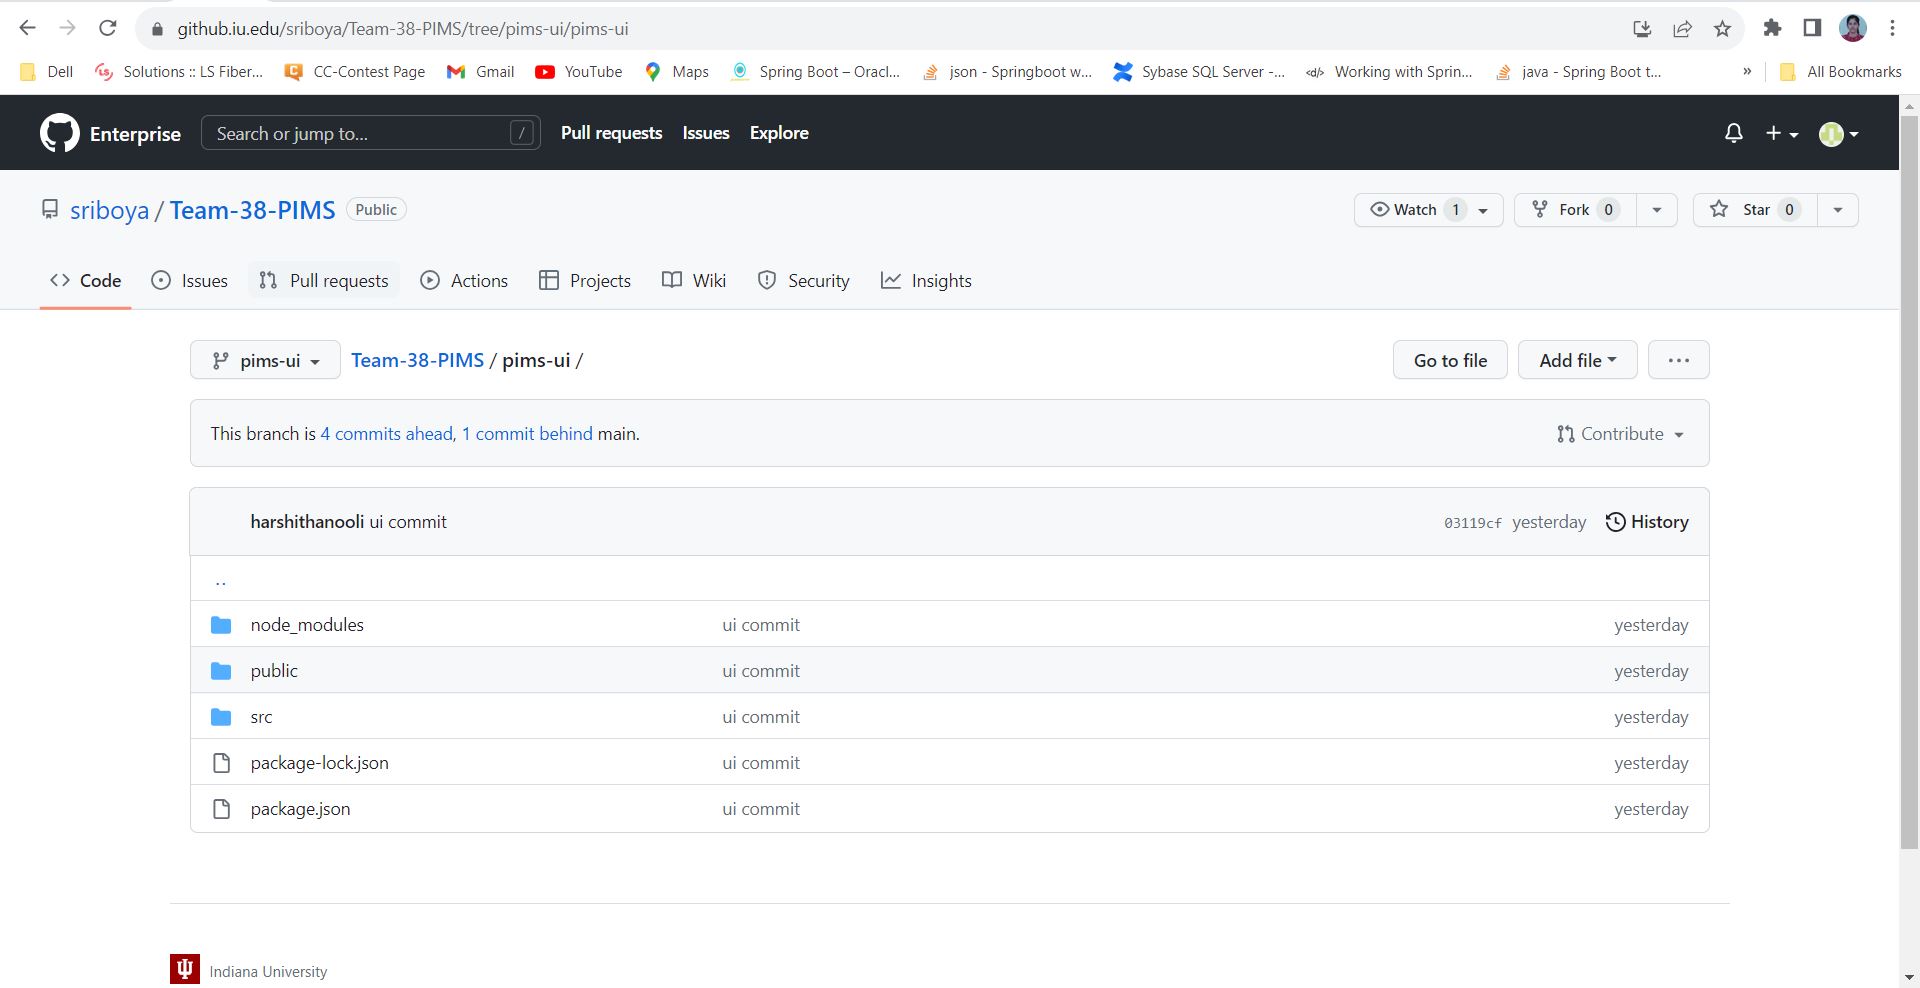 github.iu.edu/sriboya/Team-38-PIMS/tree/pims-ui/pims-ui
Dell Solutions :: LS Fiber... CC-Contest Page Gmail YouTube Maps Spring Boot – Oracl... json - Springboot w... Sybase SQL Server -... Working with Sprin... java - Spring Boot t... » All Bookmarks
Enterprise Search or jump to... / Pull requests Issues Explore
sriboya / Team-38-PIMS Public Watch 1 Fork 0 Star 0
Code Issues Pull requests Actions Projects Wiki Security Insights
pims-ui Team-38-PIMS / pims-ui / Go to file Add file ...
This branch is 4 commits ahead, 1 commit behind main. Contribute
harshithanooli ui commit 03119cf yesterday History
..
node_modules ui commit yesterday
public ui commit yesterday
src ui commit yesterday
package-lock.json ui commit yesterday
package.json ui commit yesterday
Indiana University